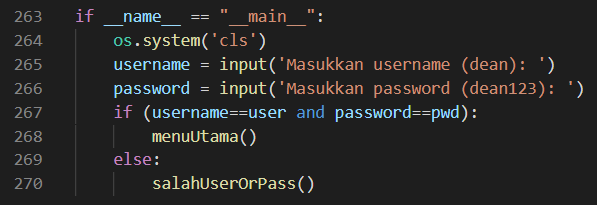 263 if __name__ == "__main__":
264     os.system('cls')
265     username = input('Masukkan username (dean): ')
266     password = input('Masukkan password (dean123): ')
267     if (username==user and password==pwd):
268         menuUtama()
269     else:
270         salahUserOrPass()